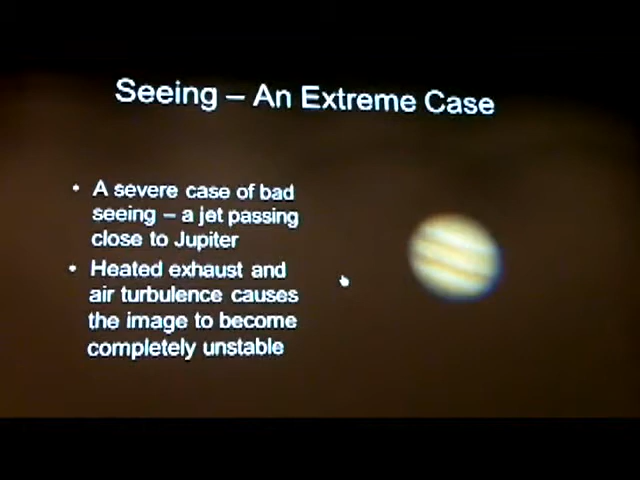 Seeing – An Extreme Case
• A severe case of bad
seeing – a jet passing
close to Jupiter
• Heated exhaust and
air turbulence causes
the image to become
completely unstable